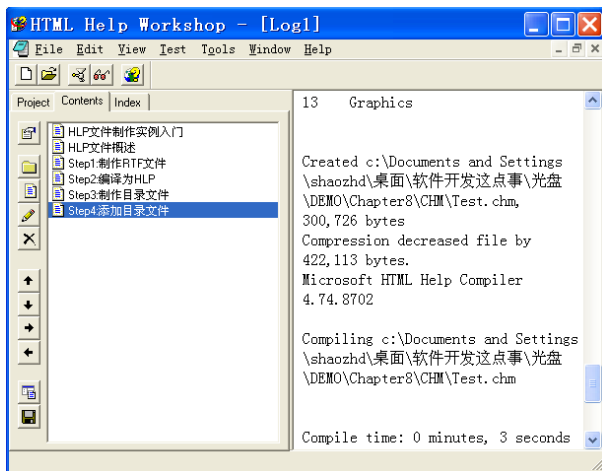 HTML Help Workshop - [Log1]
File Edit View Test Tools Window Help
Project Contents Index
HLP文件制作实例入门
HLP文件概述
Step1:制作RTF文件
Step2:编译为HLP
Step3:制作目录文件
Step4:添加目录文件
13 Graphics
Created c:\Documents and Settings
\shaozhd\桌面\软件开发这点事\光盘
\DEMO\Chapter8\CHM\Test.chm,
300,726 bytes
Compression decreased file by
422,113 bytes.
Microsoft HTML Help Compiler
4.74.8702
Compiling c:\Documents and Settings
\shaozhd\桌面\软件开发这点事\光盘
\DEMO\Chapter8\CHM\Test.chm
Compile time: 0 minutes, 3 seconds